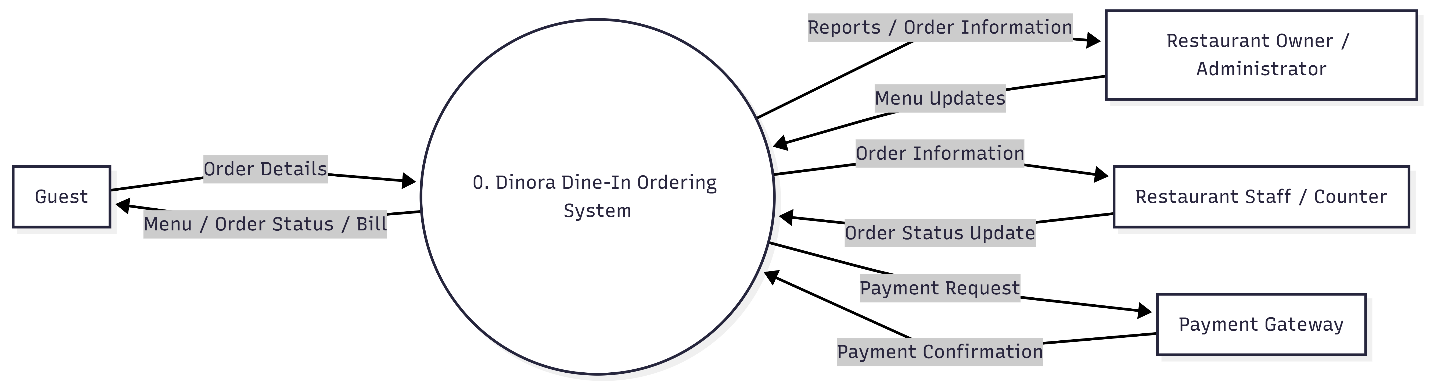 Guest
Order Details
Menu / Order Status / Bill
0. Dinora Dine-In Ordering
System
Reports / Order Information
Menu Updates
Order Information
Order Status Update
Payment Request
Payment Confirmation
Restaurant Owner /
Administrator
Restaurant Staff / Counter
Payment Gateway